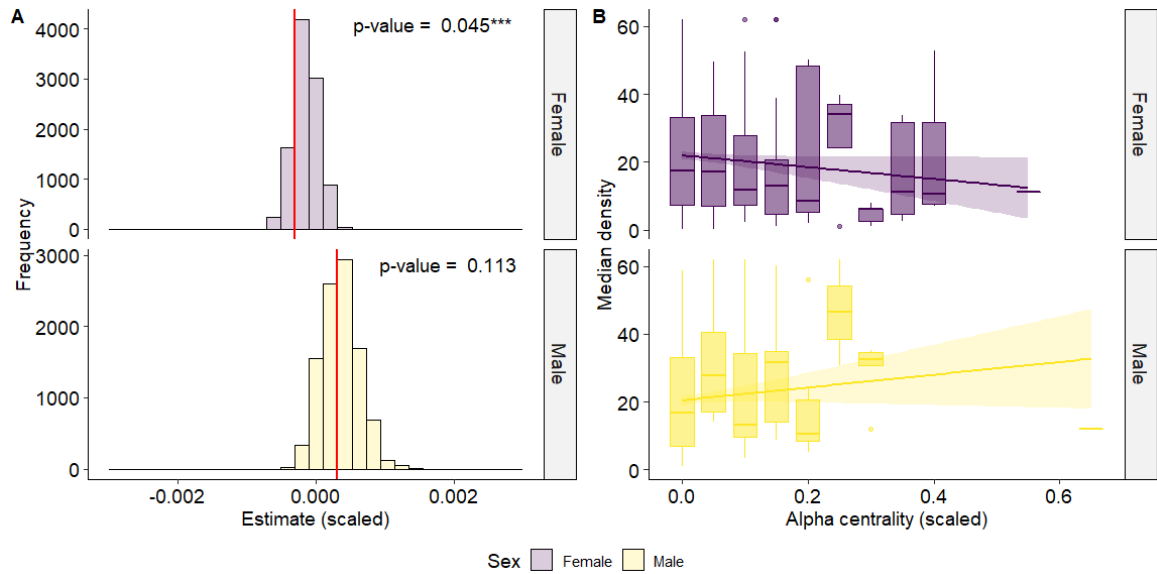 A
p-value = 0.045***
Frequency
4000
3000
2000
1000
0
Female
p-value = 0.113
3000
2000
1000
0
Male
-0.002
0.000
0.002
Estimate (scaled)
B
Median density
60
40
20
0
Female
60
40
20
0
Male
0.0
0.2
0.4
0.6
Alpha centrality (scaled)
Sex Female Male